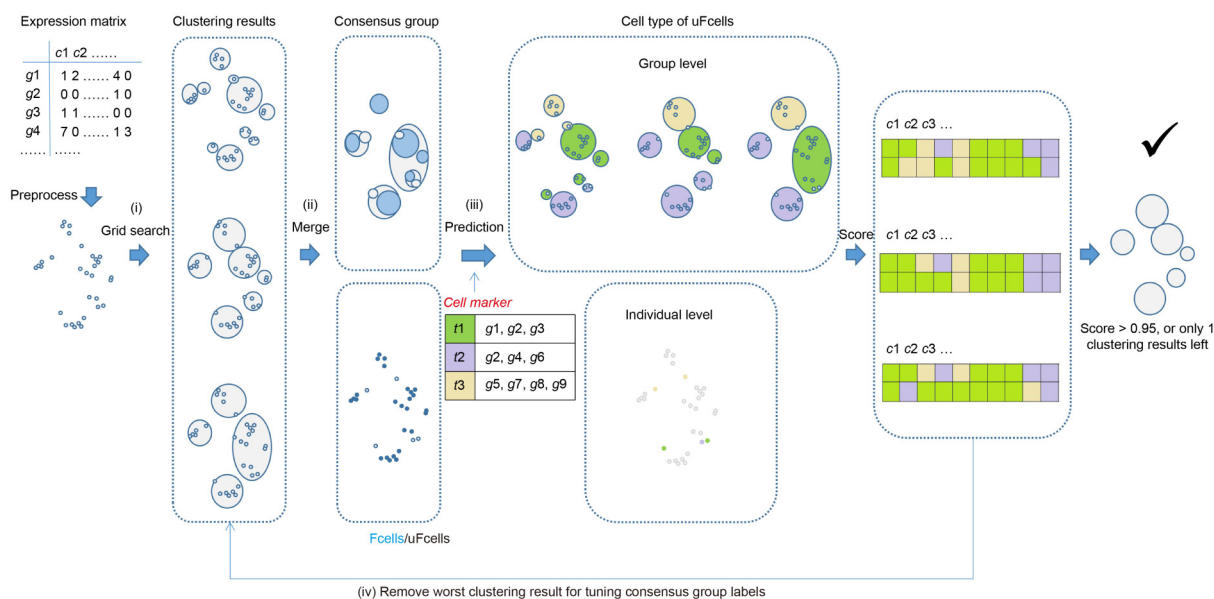 Expression matrix
c1 c2 ......
g1 1 2 ...... 4 0
g2 0 0 ...... 1 0
g3 1 1 ...... 0 0
g4 7 0 ...... 1 3
...... ......
Preprocess
(i)
Grid search
Clustering results
(ii)
Merge
Consensus group
Fcells/uFcells
(iii)
Prediction
Cell marker
t1 g1, g2, g3
t2 g2, g4, g6
t3 g5, g7, g8, g9
Cell type of uFcells
Group level
Individual level
Score
c1 c2 c3 ...
c1 c2 c3 ...
c1 c2 c3 ...
Score > 0.95, or only 1
clustering results
left
(iv) Remove worst clustering result for tuning consensus group labels